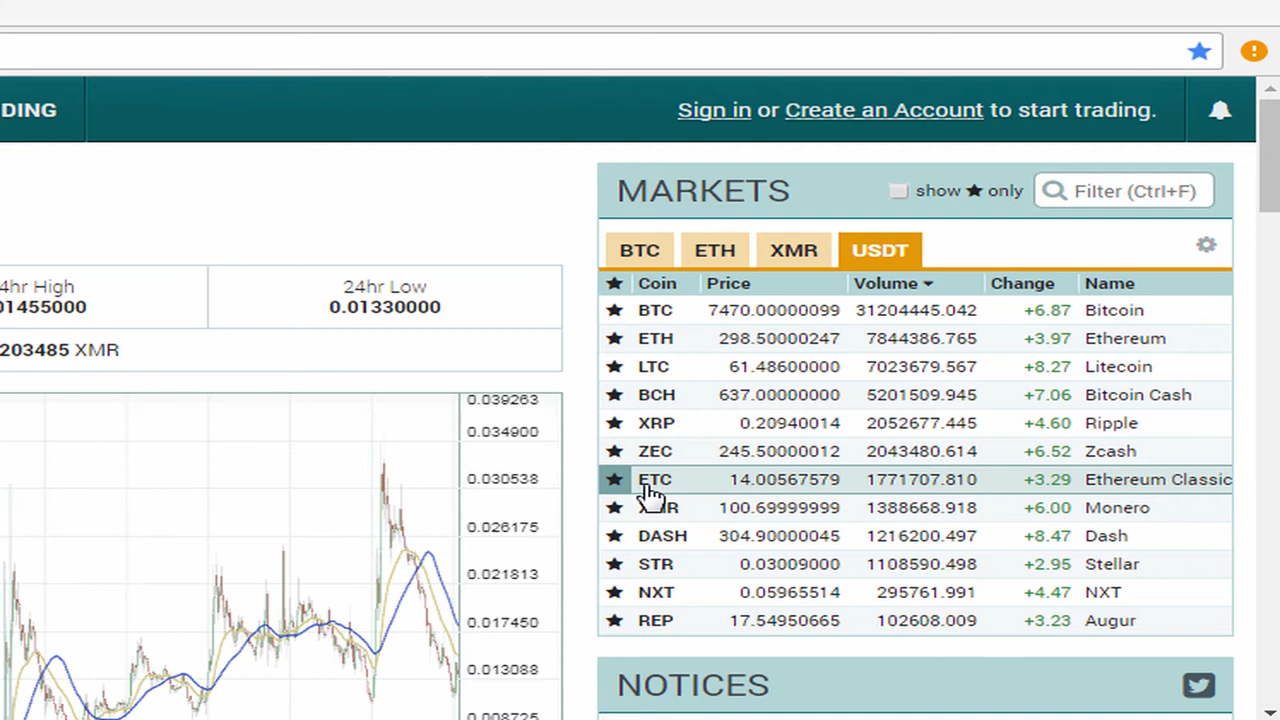 DING
Sign in or Create an Account to start trading.
MARKETS
show ★ only
Filter (Ctrl+F)
BTC ETH XMR USDT
★ Coin Price Volume Change Name
★ BTC 7470.00000099 31204445.042 +6.87 Bitcoin
★ ETH 298.50000247 7844386.765 +3.97 Ethereum
★ LTC 61.48600000 7023679.567 +8.27 Litecoin
★ BCH 637.00000000 5201509.945 +7.06 Bitcoin Cash
★ XRP 0.20940014 2052677.445 +4.60 Ripple
★ ZEC 245.50000012 2043480.614 +6.52 Zcash
★ ETC 14.00567579 1771707.810 +3.29 Ethereum Classic
★ XMR 100.69999999 1388668.918 +6.00 Monero
★ DASH 304.90000045 1216200.497 +8.47 Dash
★ STR 0.03009000 1108590.498 +2.95 Stellar
★ NXT 0.05965514 295761.991 +4.47 NXT
★ REP 17.54950665 102608.009 +3.23 Augur
NOTICES
4hr High
01455000
24hr Low
0.01330000
203485 XMR
0.039263
0.034900
0.030538
0.026175
0.021813
0.017450
0.013088
0.008725